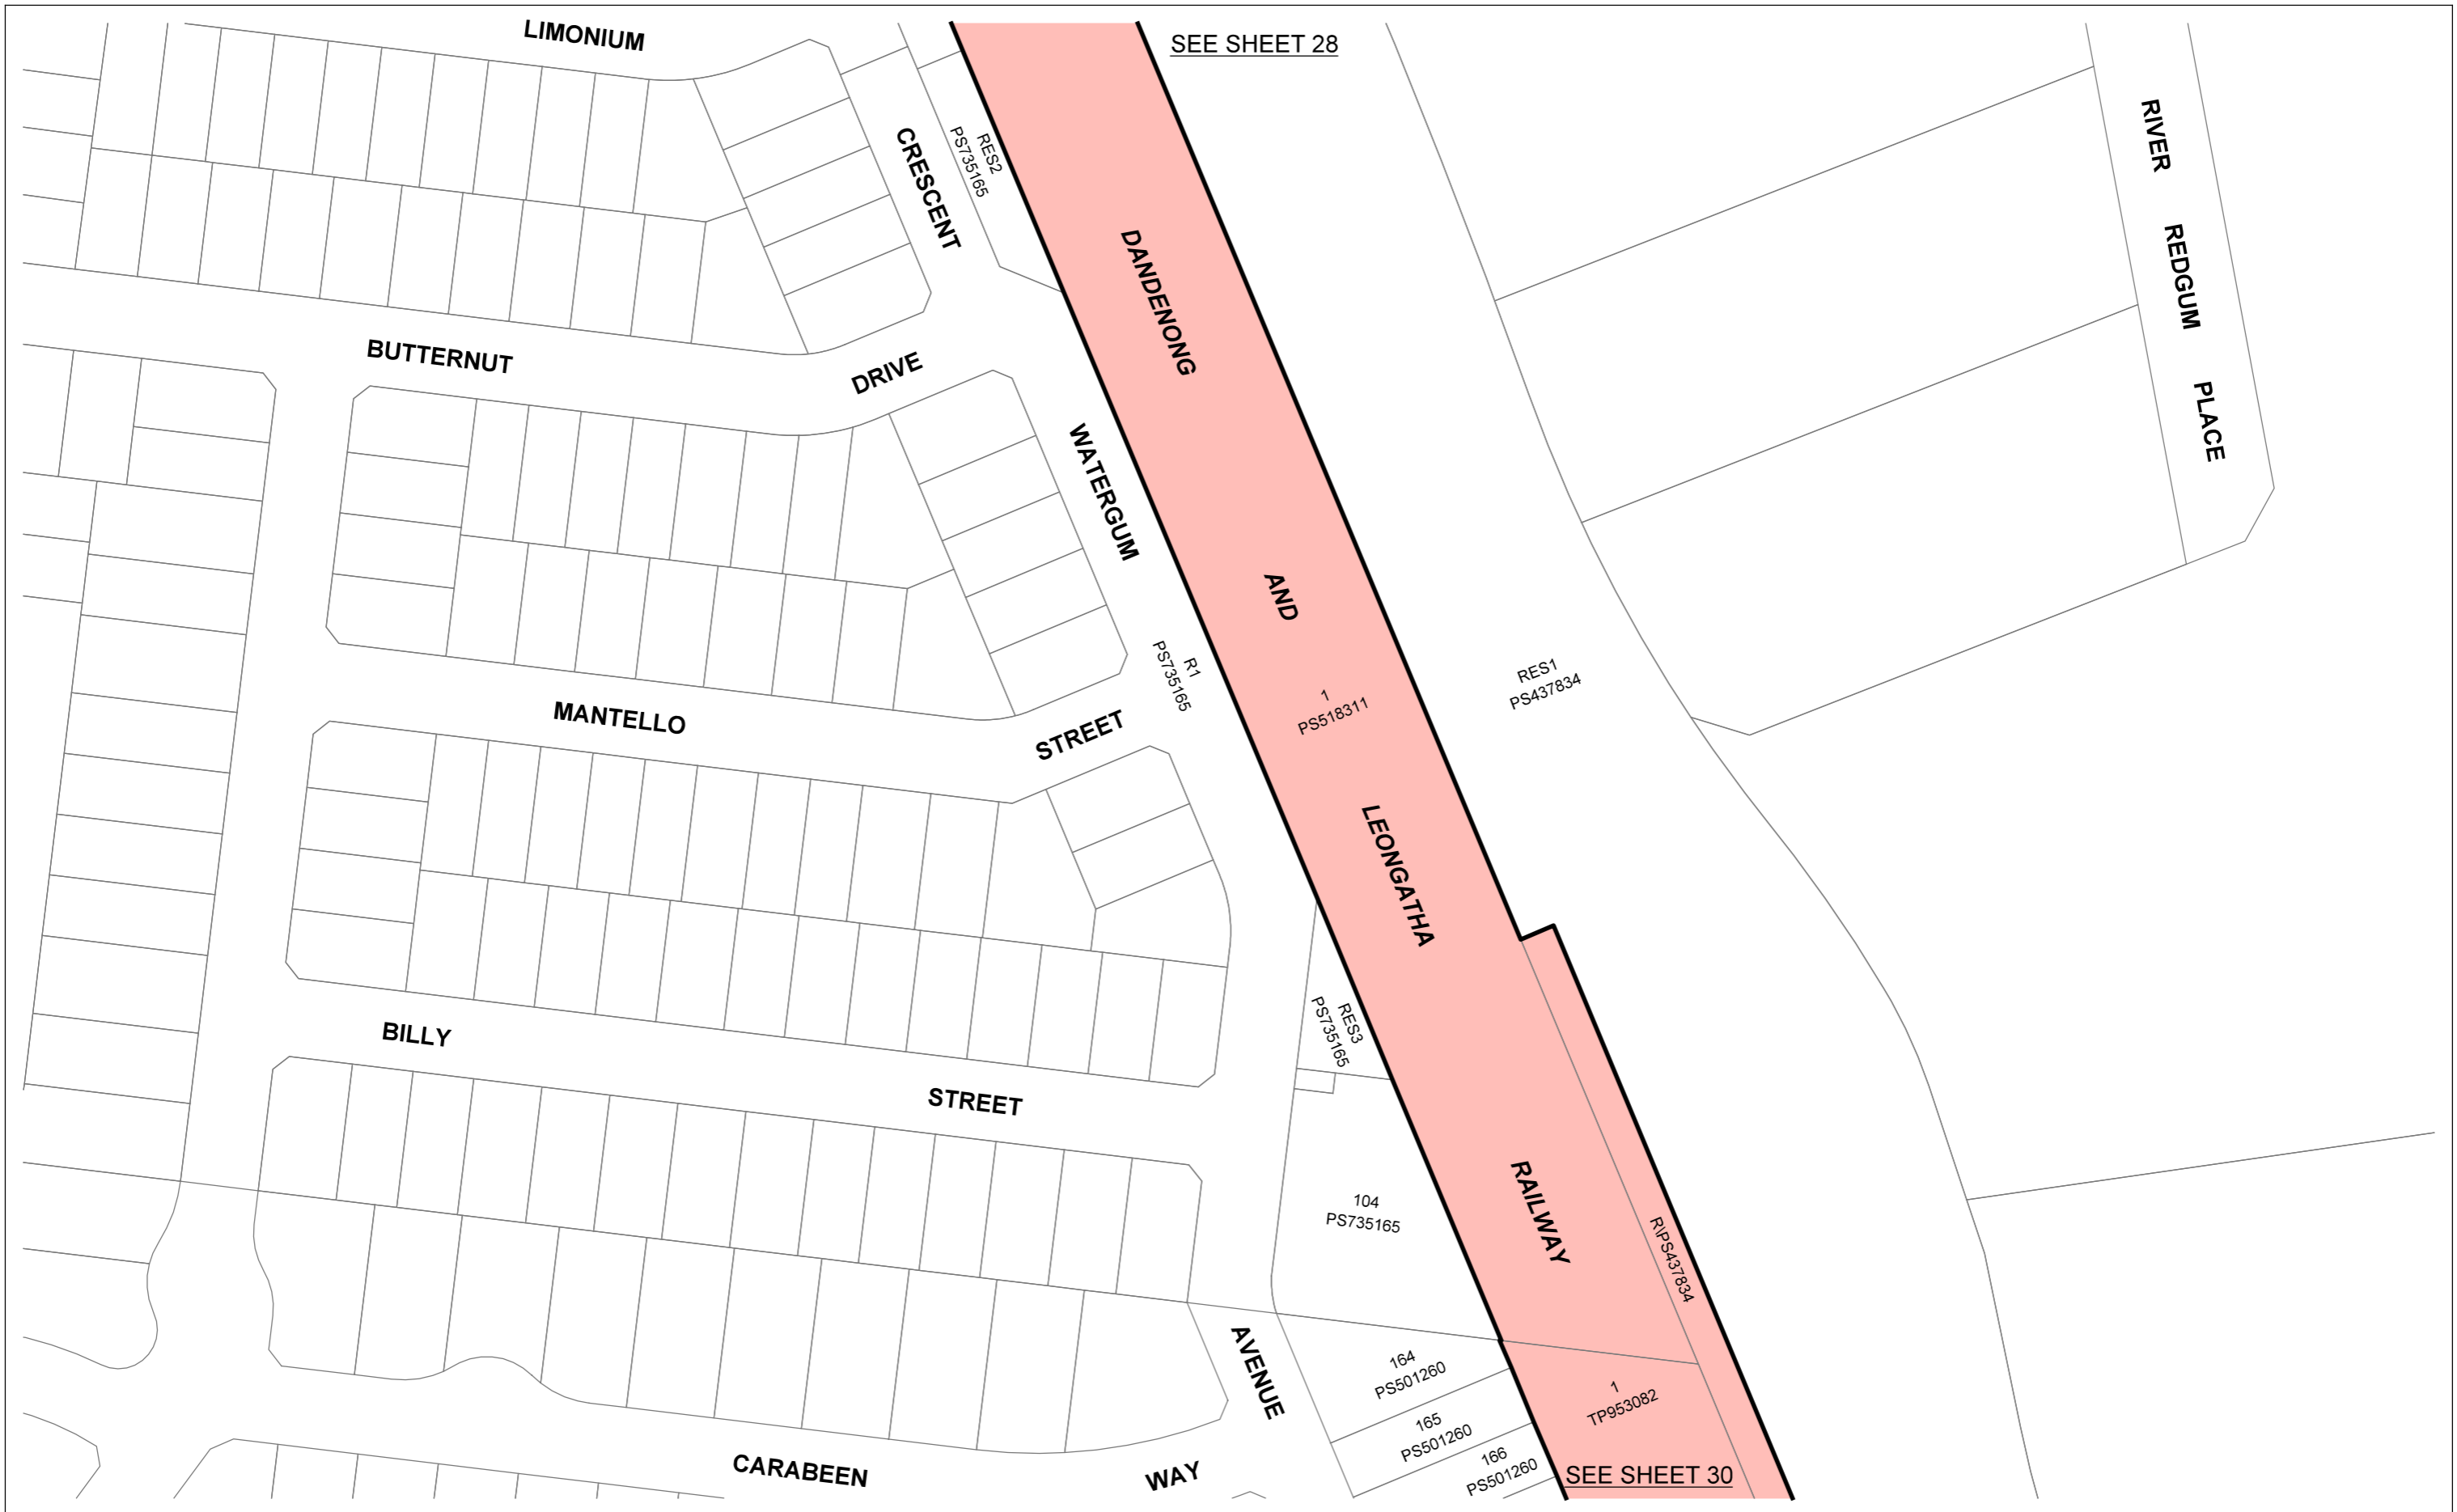 LIMONIUM
SEE SHEET 28
CRESCENT
RES2
PS735165
RIVER
REDGUM
PLACE
DANDENONG
BUTTERNUT
DRIVE
WATERGUM
AND
R1
PS735165
1
PS518311
RES1
PS437834
MANTELLO
STREET
LEONGATHA
RES3
PS735165
BILLY
STREET
104
PS735165
RAILWAY
R\PS437834
AVENUE
164
PS501260
1
TP953082
165
PS501260
166
PS501260
CARABEEN
WAY
SEE SHEET 30